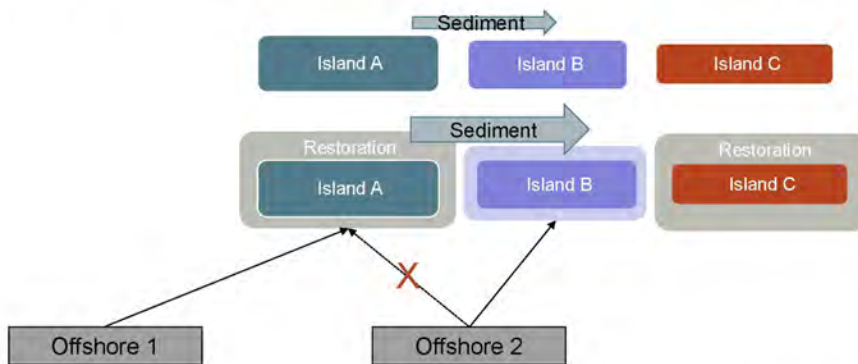 Sediment
Island A
Island B
Island C
Sediment
Restoration
Restoration
Island A
Island B
Island C
X
Offshore 1
Offshore 2